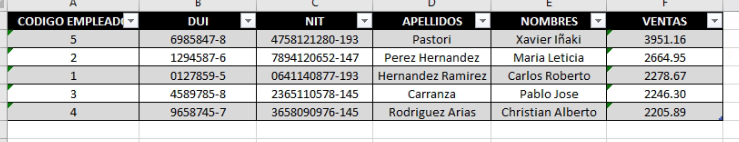 A B C D E F
CODIGO EMPLEADO DUI NIT APELLIDOS NOMBRES VENTAS
5 6985847-8 4758121280-193 Pastori Xavier Iñaki 3951.16
2 1294587-6 7894120652-147 Perez Hernandez Maria Leticia 2664.95
1 0127859-5 0641140877-193 Hernandez Ramirez Carlos Roberto 2278.67
3 4589785-8 2365110578-145 Carranza Pablo Jose 2246.30
4 9658745-7 3658090976-145 Rodriguez Arias Christian Alberto 2205.89